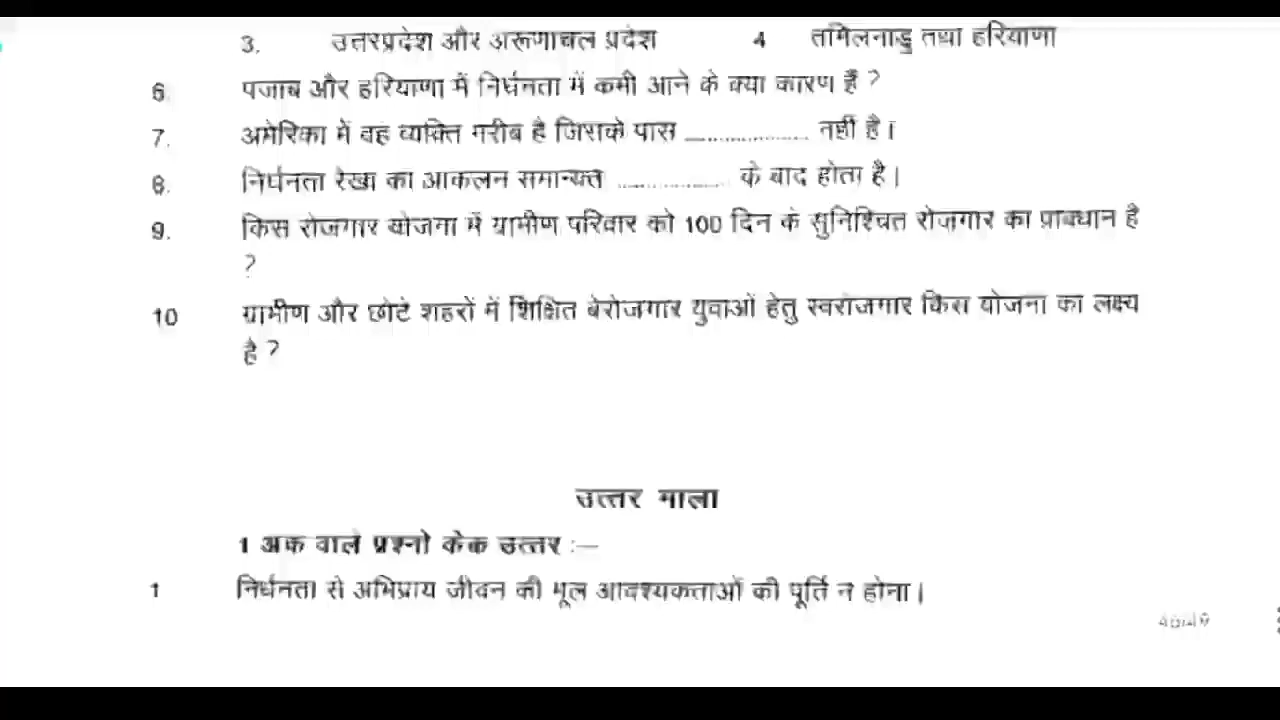 3. उत्तरप्रदेश और अरूणाचल प्रदेश 4 तमिलनाडु तथा हरियाणा
6. पंजाब और हरियाणा में निर्धनता में कमी आने के क्या कारण हैं ?
7. अमेरिका में वह व्यक्ति गरीब है जिसके पास ................ नहीं है।
8. निर्धनता रेखा का आकलन समान्यत्त ................ के बाद होता है।
9. किस रोजगार योजना में ग्रामीण परिवार को 100 दिन के सुनिश्चित रोजगार का प्रावधान है
?
10 ग्रामीण और छोटे शहरों में शिक्षित बेरोजगार युवाओं हेतु स्वरोजगार किस योजना का लक्ष्य
है ?
उत्तर माला
1 अंक वाले प्रश्नो केक उत्तर :—
1 निर्धनता से अभिप्राय जीवन की मूल आवश्यकताओं की पूर्ति न होना।